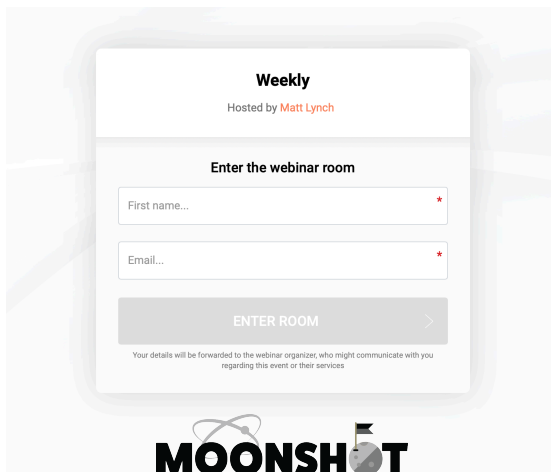 Weekly
Hosted by Matt Lynch
Enter the webinar room
First name...
*
Email...
*
ENTER ROOM
Your details will be forwarded to the webinar organizer, who might communicate with you
regarding this event or their services
MOONSHOT